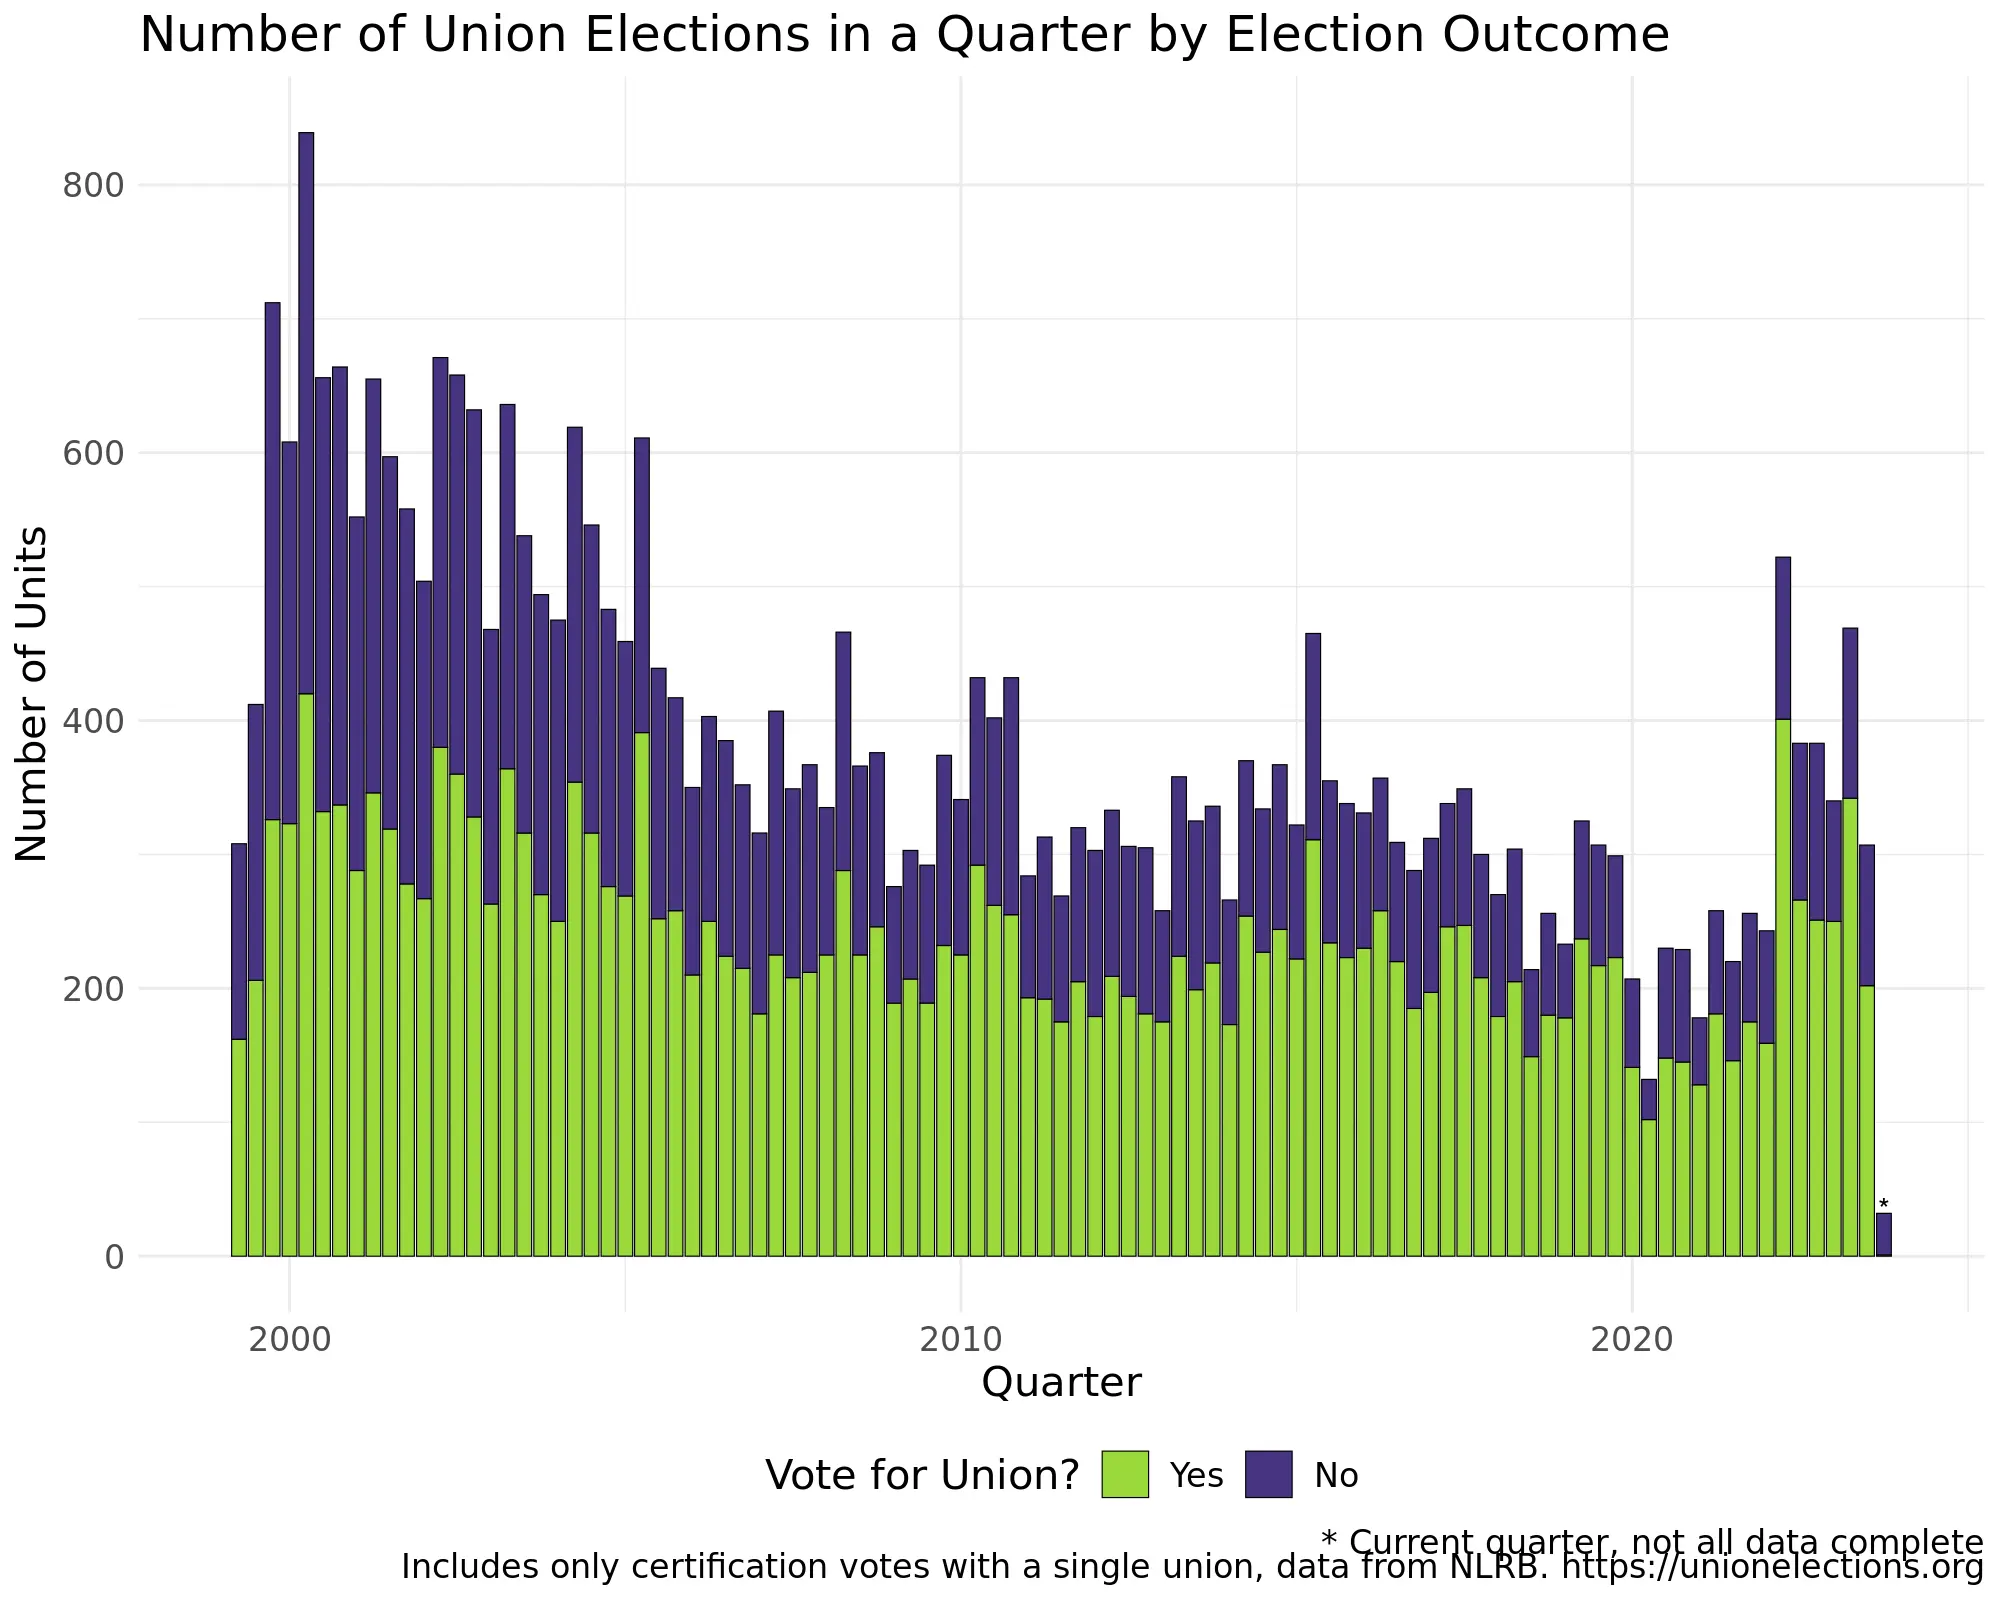 Number of Union Elections in a Quarter by Election Outcome
800
600
400
200
0
Number of Units
*
2000 2010 2020
Quarter
Vote for Union? Yes No
* Current quarter, not all data complete
Includes only certification votes with a single union, data from NLRB. https://unionelections.org